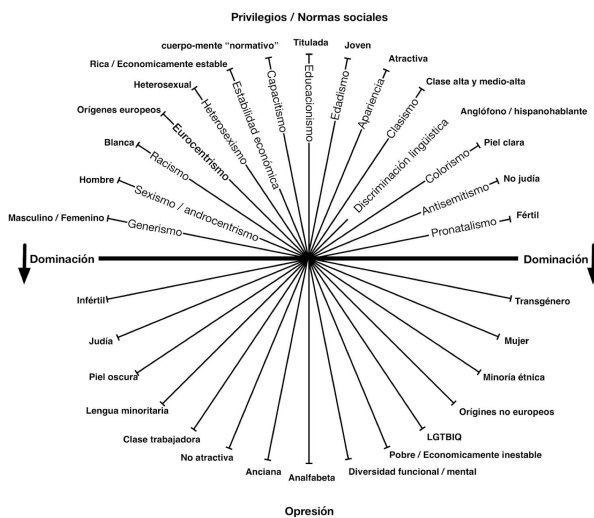 Privilegios / Normas sociales
cuerpo-mente “normativo”
Titulada
Joven
Rica / Economicamente estable
Atractiva
Heterosexual
Clase alta y medio-alta
Orígenes europeos
Anglófono / hispanohablante
Blanca
Piel clara
Hombre
No judía
Masculino / Femenino
Fértil
Generismo
Sexismo / androcentrismo
Racismo
Eurocentrismo
Heterosexismo
Estabilidad económica
Capacitismo
Educacionismo
Edadismo
Apariencia
Clasismo
Discriminación lingüística
Colorismo
Antisemitismo
Pronatalismo
Dominación
Dominación
Infértil
Transgénero
Judía
Mujer
Piel oscura
Minoría étnica
Lengua minoritaria
Orígines no europeos
Clase trabajadora
LGTBIQ
No atractiva
Pobre / Economicamente inestable
Anciana
Analfabeta
Diversidad funcional / mental
Opresión